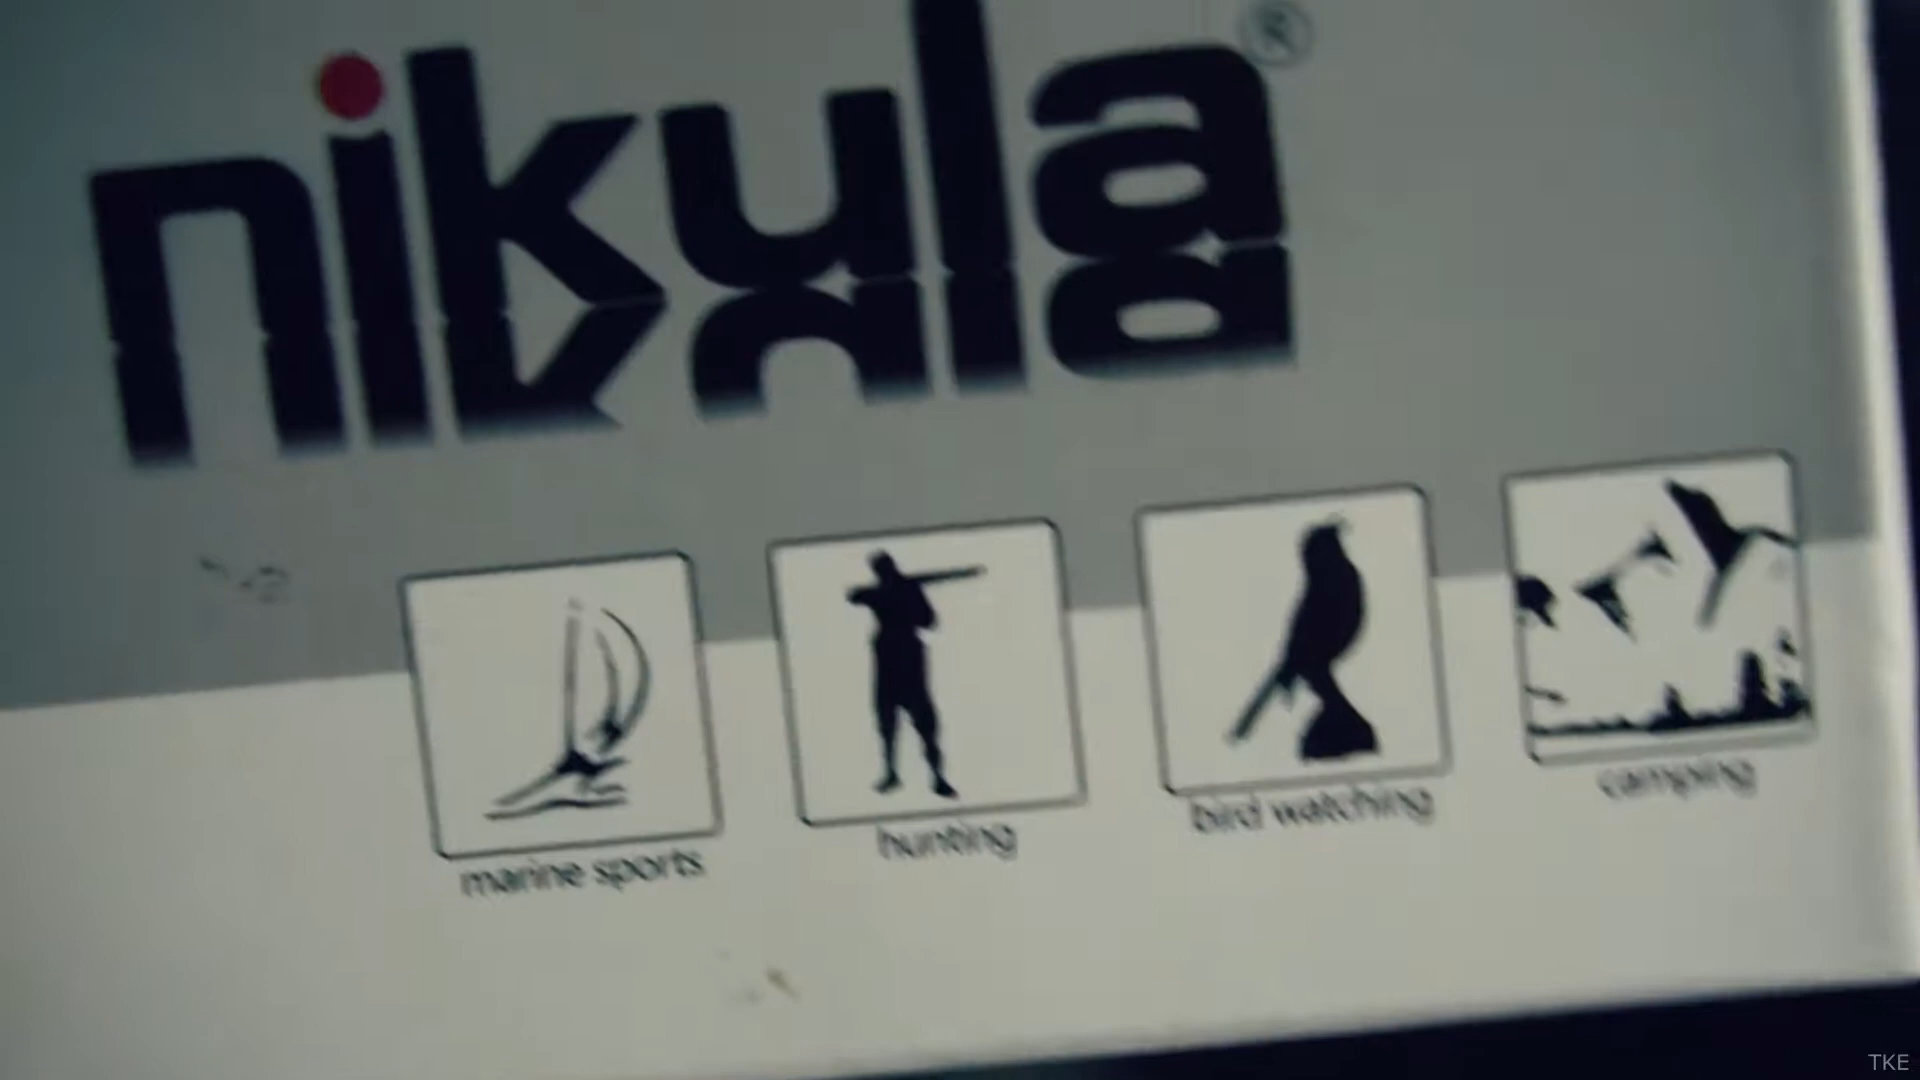 nikula®
marine sports
hunting
bird watching
camping
TKE